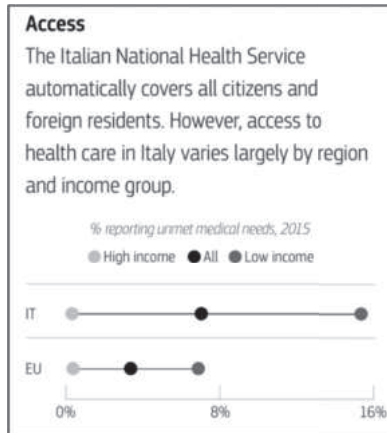 Access
The Italian National Health Service
automatically covers all citizens and
foreign residents. However, access to
health care in Italy varies largely by region
and income group.
% reporting unmet medical needs, 2015
High income All Low income
IT
EU
0% 8% 16%